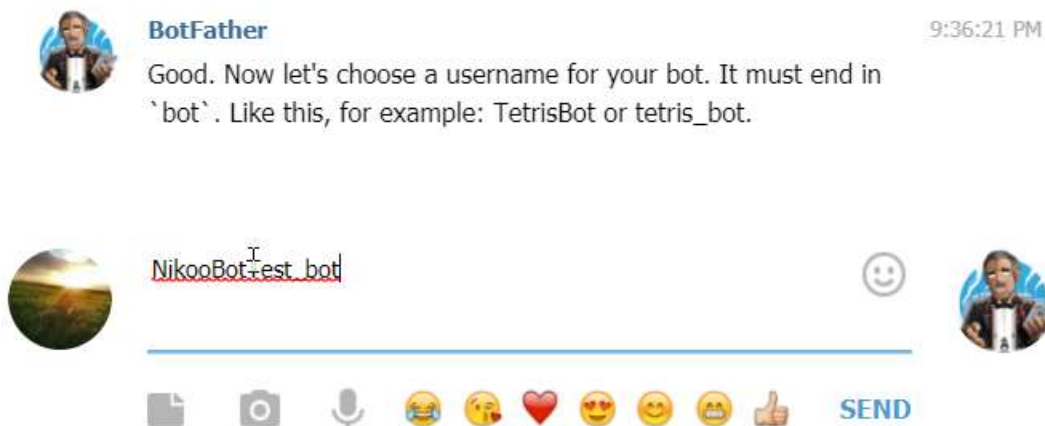 BotFather
9:36:21 PM
Good. Now let's choose a username for your bot. It must end in
`bot`. Like this, for example: TetrisBot or tetris_bot.
NikooBotTest_bot
SEND